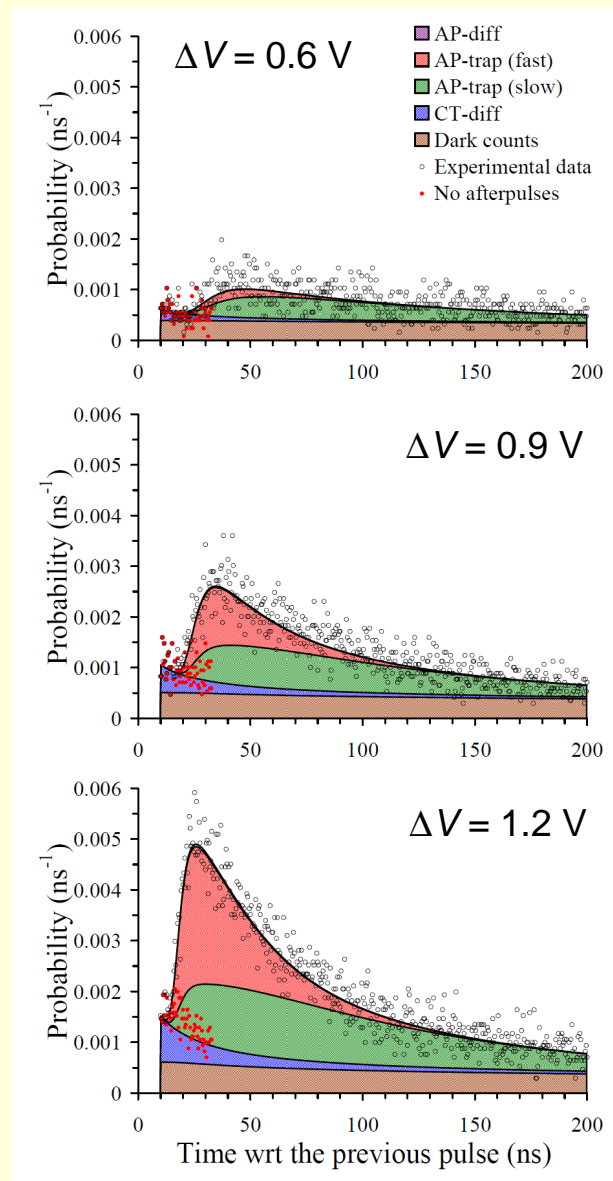 0.006
0.005
0.004
0.003
0.002
0.001
0
Probability (ns⁻¹)
ΔV = 0.6 V
AP-diff
AP-trap (fast)
AP-trap (slow)
CT-diff
Dark counts
Experimental data
No afterpulses
0 50 100 150 200
0.006
0.005
0.004
0.003
0.002
0.001
0
Probability (ns⁻¹)
ΔV = 0.9 V
0 50 100 150 200
0.006
0.005
0.004
0.003
0.002
0.001
0
Probability (ns⁻¹)
ΔV = 1.2 V
0 50 100 150 200
Time wrt the previous pulse (ns)